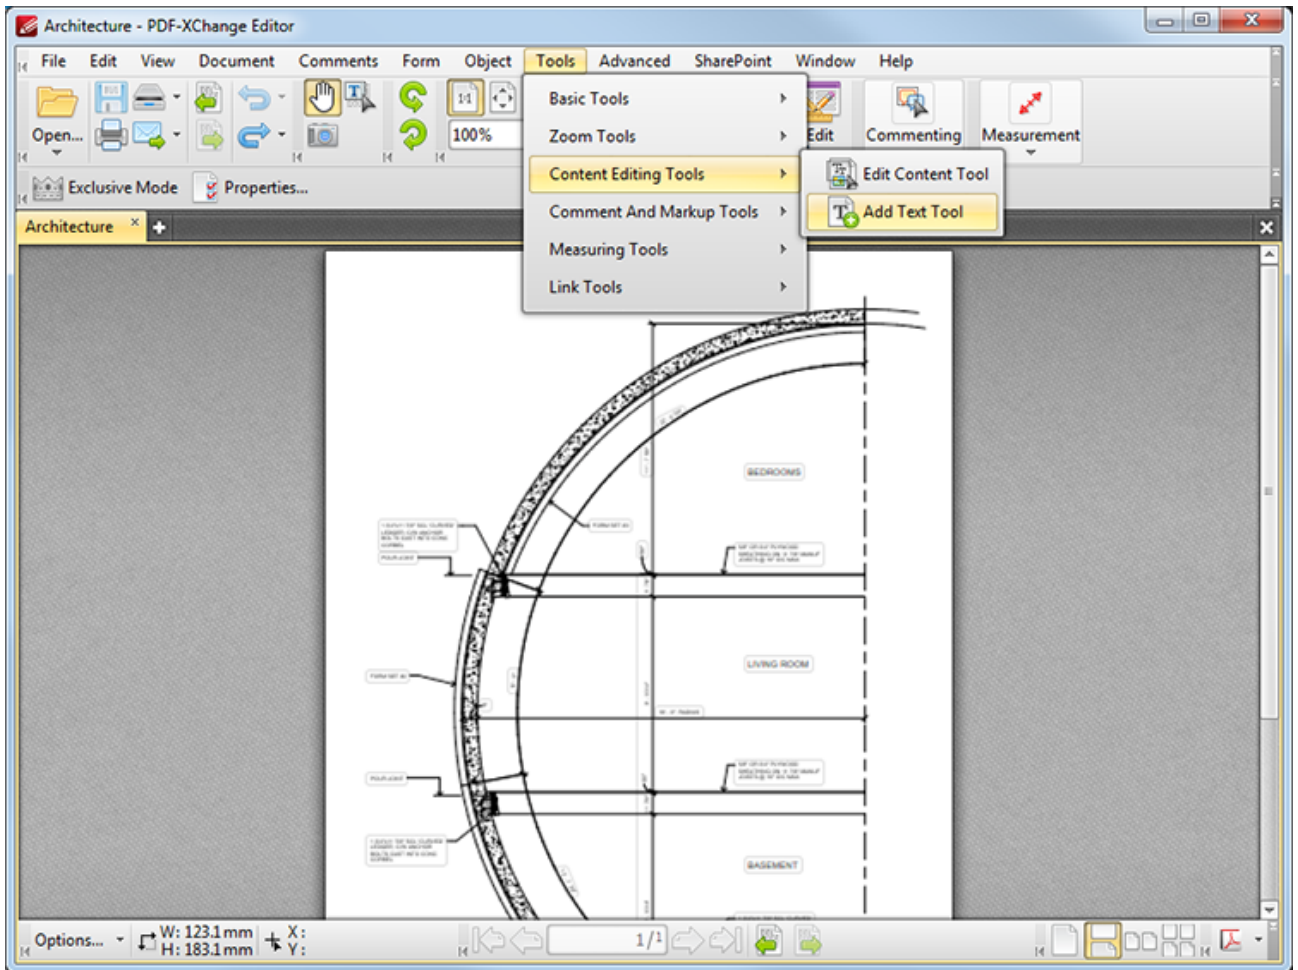 Architecture - PDF-XChange Editor
File Edit View Document Comments Form Object Tools Advanced SharePoint Window Help
Open...
100%
Edit
Commenting
Measurement
Exclusive Mode
Properties...
Basic Tools
Zoom Tools
Content Editing Tools
Comment And Markup Tools
Measuring Tools
Link Tools
Edit Content Tool
Add Text Tool
Architecture
BEDROOMS
LIVING ROOM
BASEMENT
Options...
W: 123.1 mm
H: 183.1 mm
X:
Y:
1/1